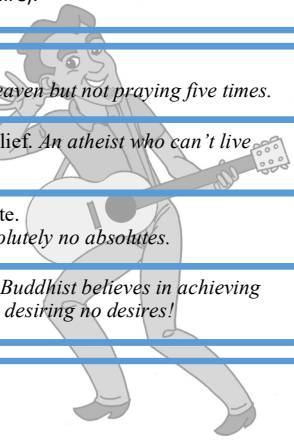 eaven but not praying five times.
lief. An atheist who can't live
te.
olutely no absolutes.
Buddhist believes in achieving
desiring no desires!